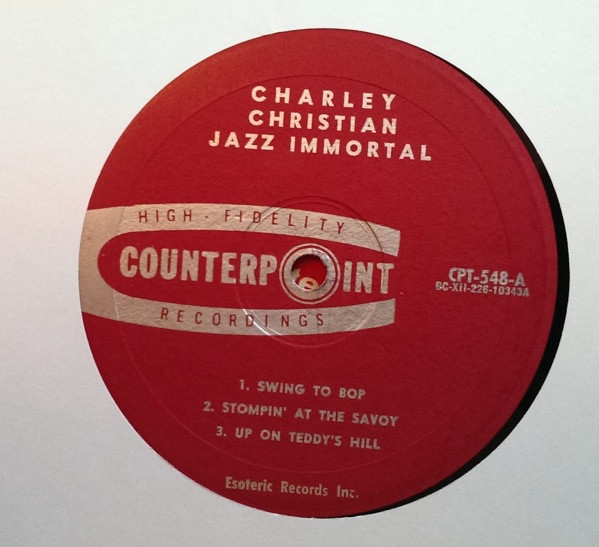 CHARLEY
CHRISTIAN
JAZZ IMMORTAL
HIGH-FIDELITY
COUNTERPOINT
RECORDINGS
CPT-548-A
BC-XII-226-10343A
1. SWING TO BOP
2. STOMPIN' AT THE SAVOY
3. UP ON TEDDY'S HILL
Esoteric Records Inc.